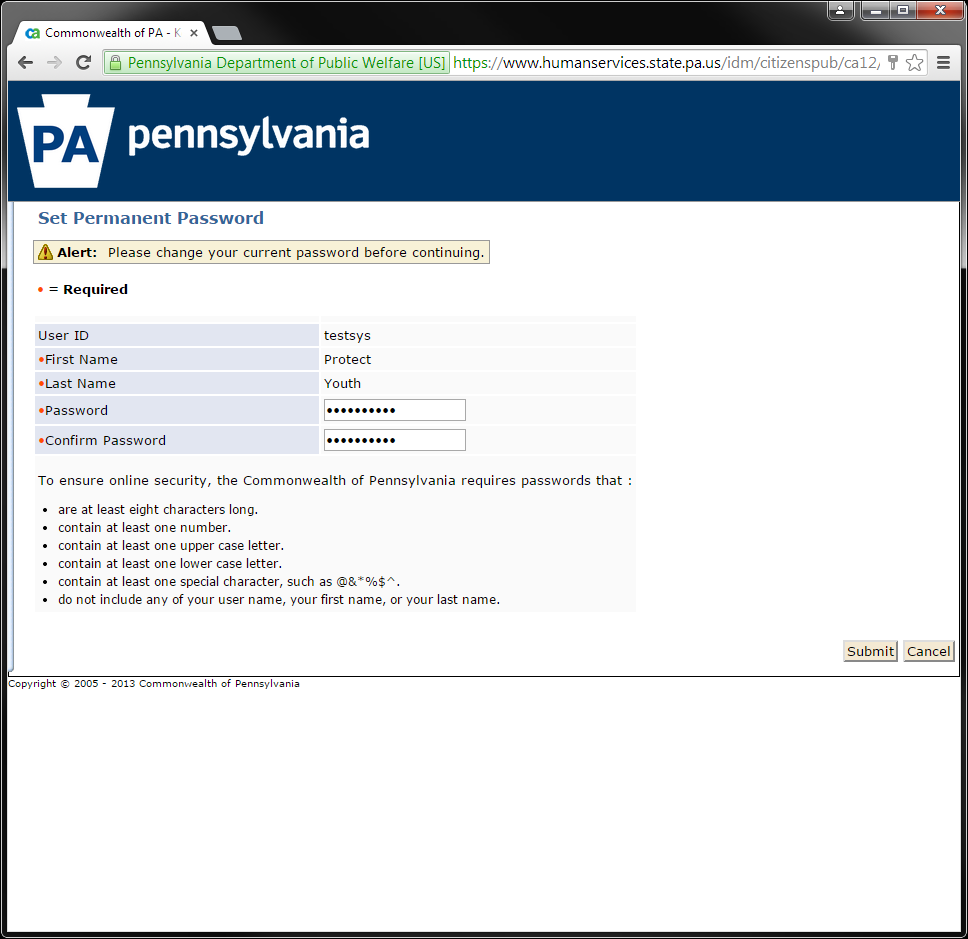 Commonwealth of PA - K
Pennsylvania Department of Public Welfare [US] https://www.humanservices.state.pa.us/idm/citizenspub/ca12/
PA pennsylvania
Set Permanent Password
Alert: Please change your current password before continuing.
• = Required
User ID testsys
•First Name Protect
•Last Name Youth
•Password ••••••••••
•Confirm Password ••••••••••
To ensure online security, the Commonwealth of Pennsylvania requires passwords that :
• are at least eight characters long.
• contain at least one number.
• contain at least one upper case letter.
• contain at least one lower case letter.
• contain at least one special character, such as @&*%$^.
• do not include any of your user name, your first name, or your last name.
Submit Cancel
Copyright © 2005 - 2013 Commonwealth of Pennsylvania